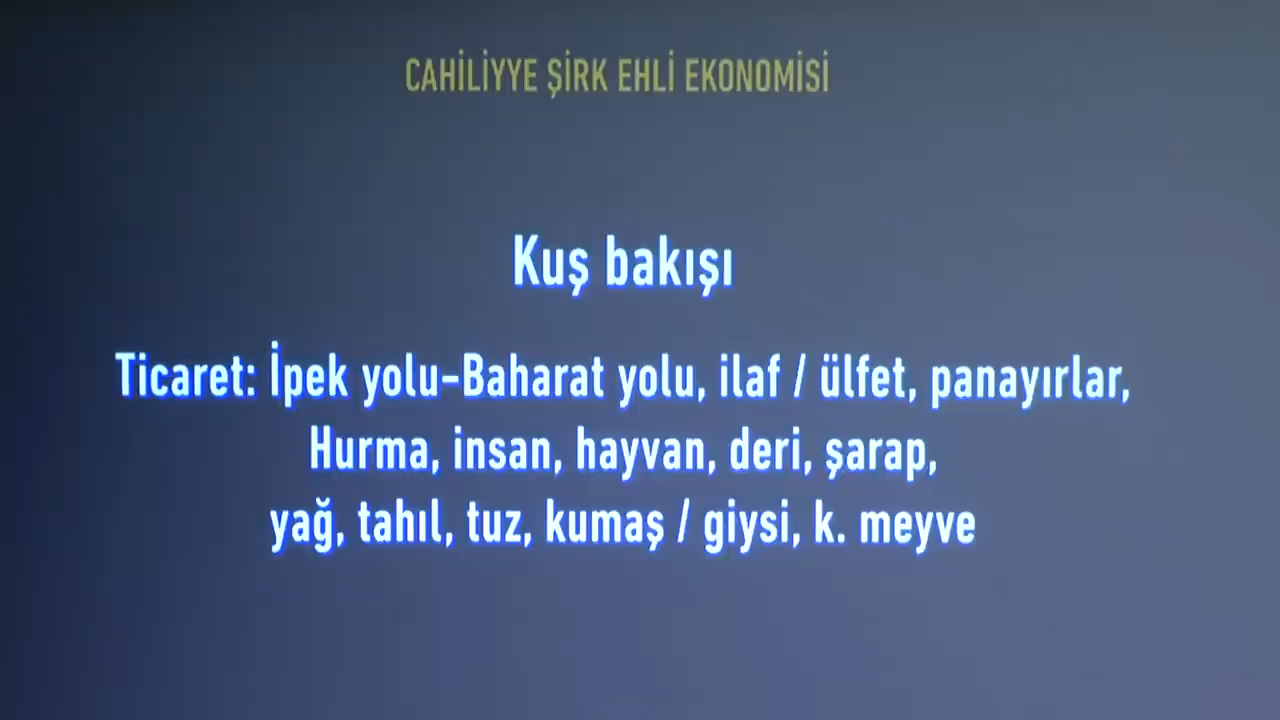 CAHİLİYYE ŞİRK EHLİ EKONOMİSİ
Kuş bakışı
Ticaret: İpek yolu-Baharat yolu, ilaf / ülfet, panayırlar,
Hurma, insan, hayvan, deri, şarap,
yağ, tahıl, tuz, kumaş / giysi, k. meyve